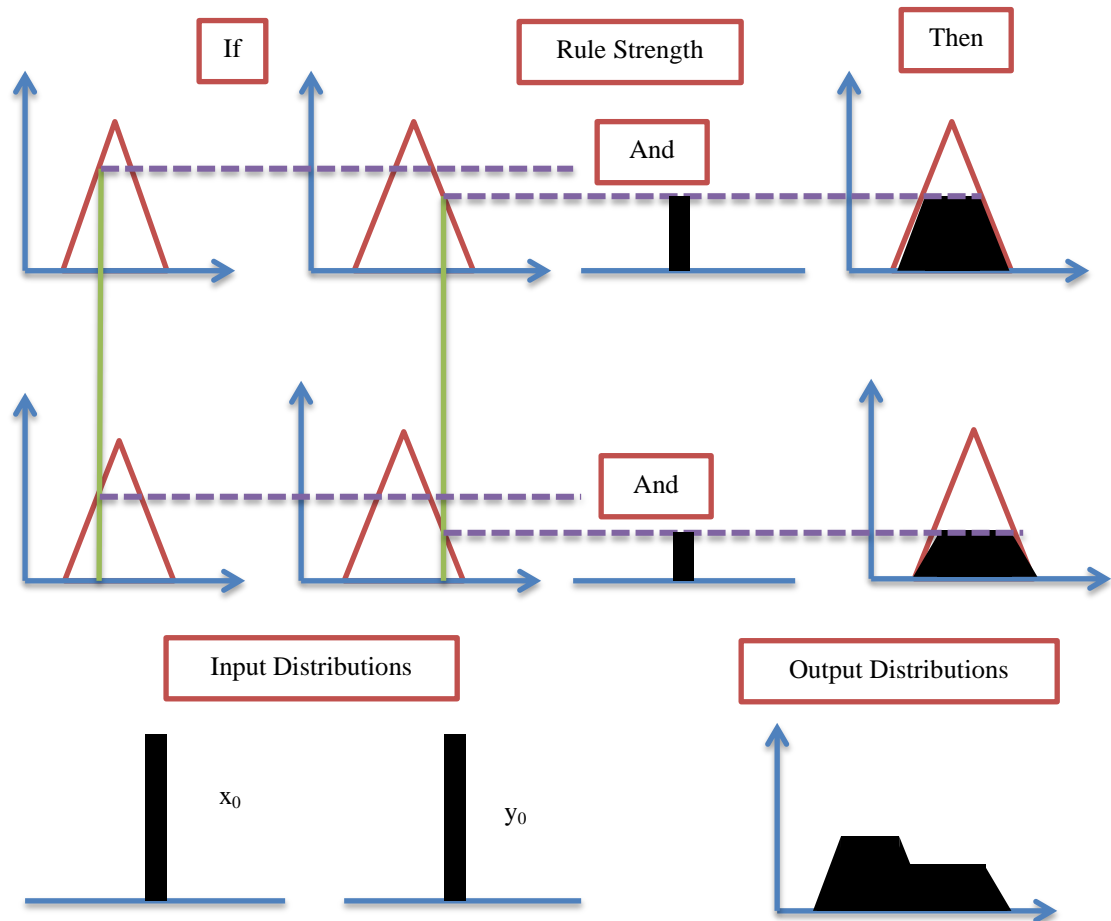 If
Rule Strength
Then
And
And
Input Distributions
Output Distributions
x₀
y₀